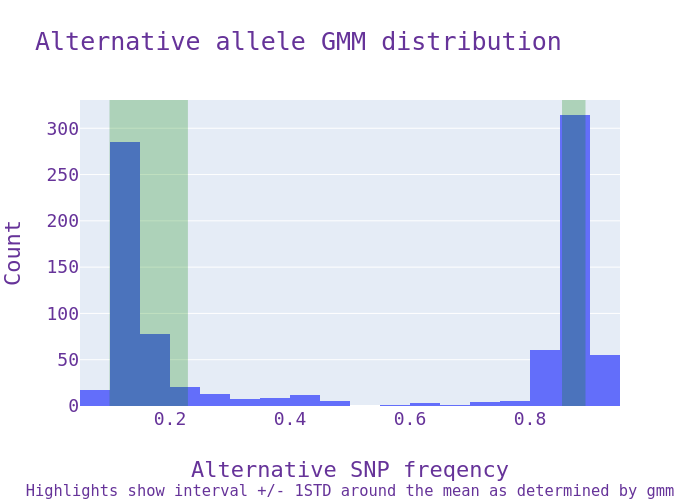 Alternative allele GMM distribution
300
250
200
150
100
50
0
Count
0.2 0.4 0.6 0.8
Alternative SNP freqency
Highlights show interval +/- 1STD around the mean as determined by gmm